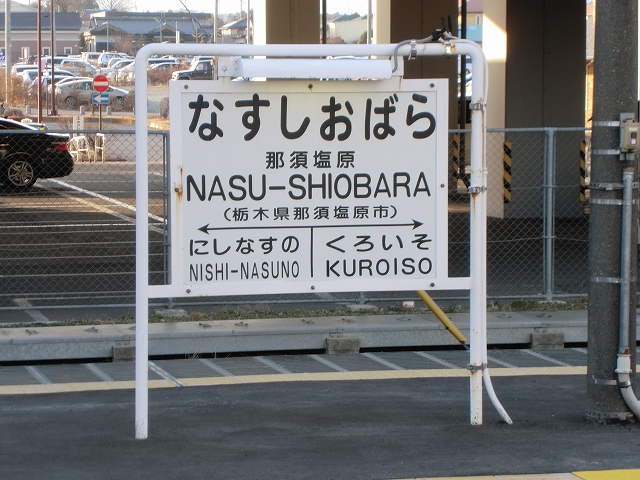 なすしおばら
那須塩原
NASU-SHIOBARA
(栃木県那須塩原市)
にしなすの くろいそ
NISHI-NASUNO KUROISO